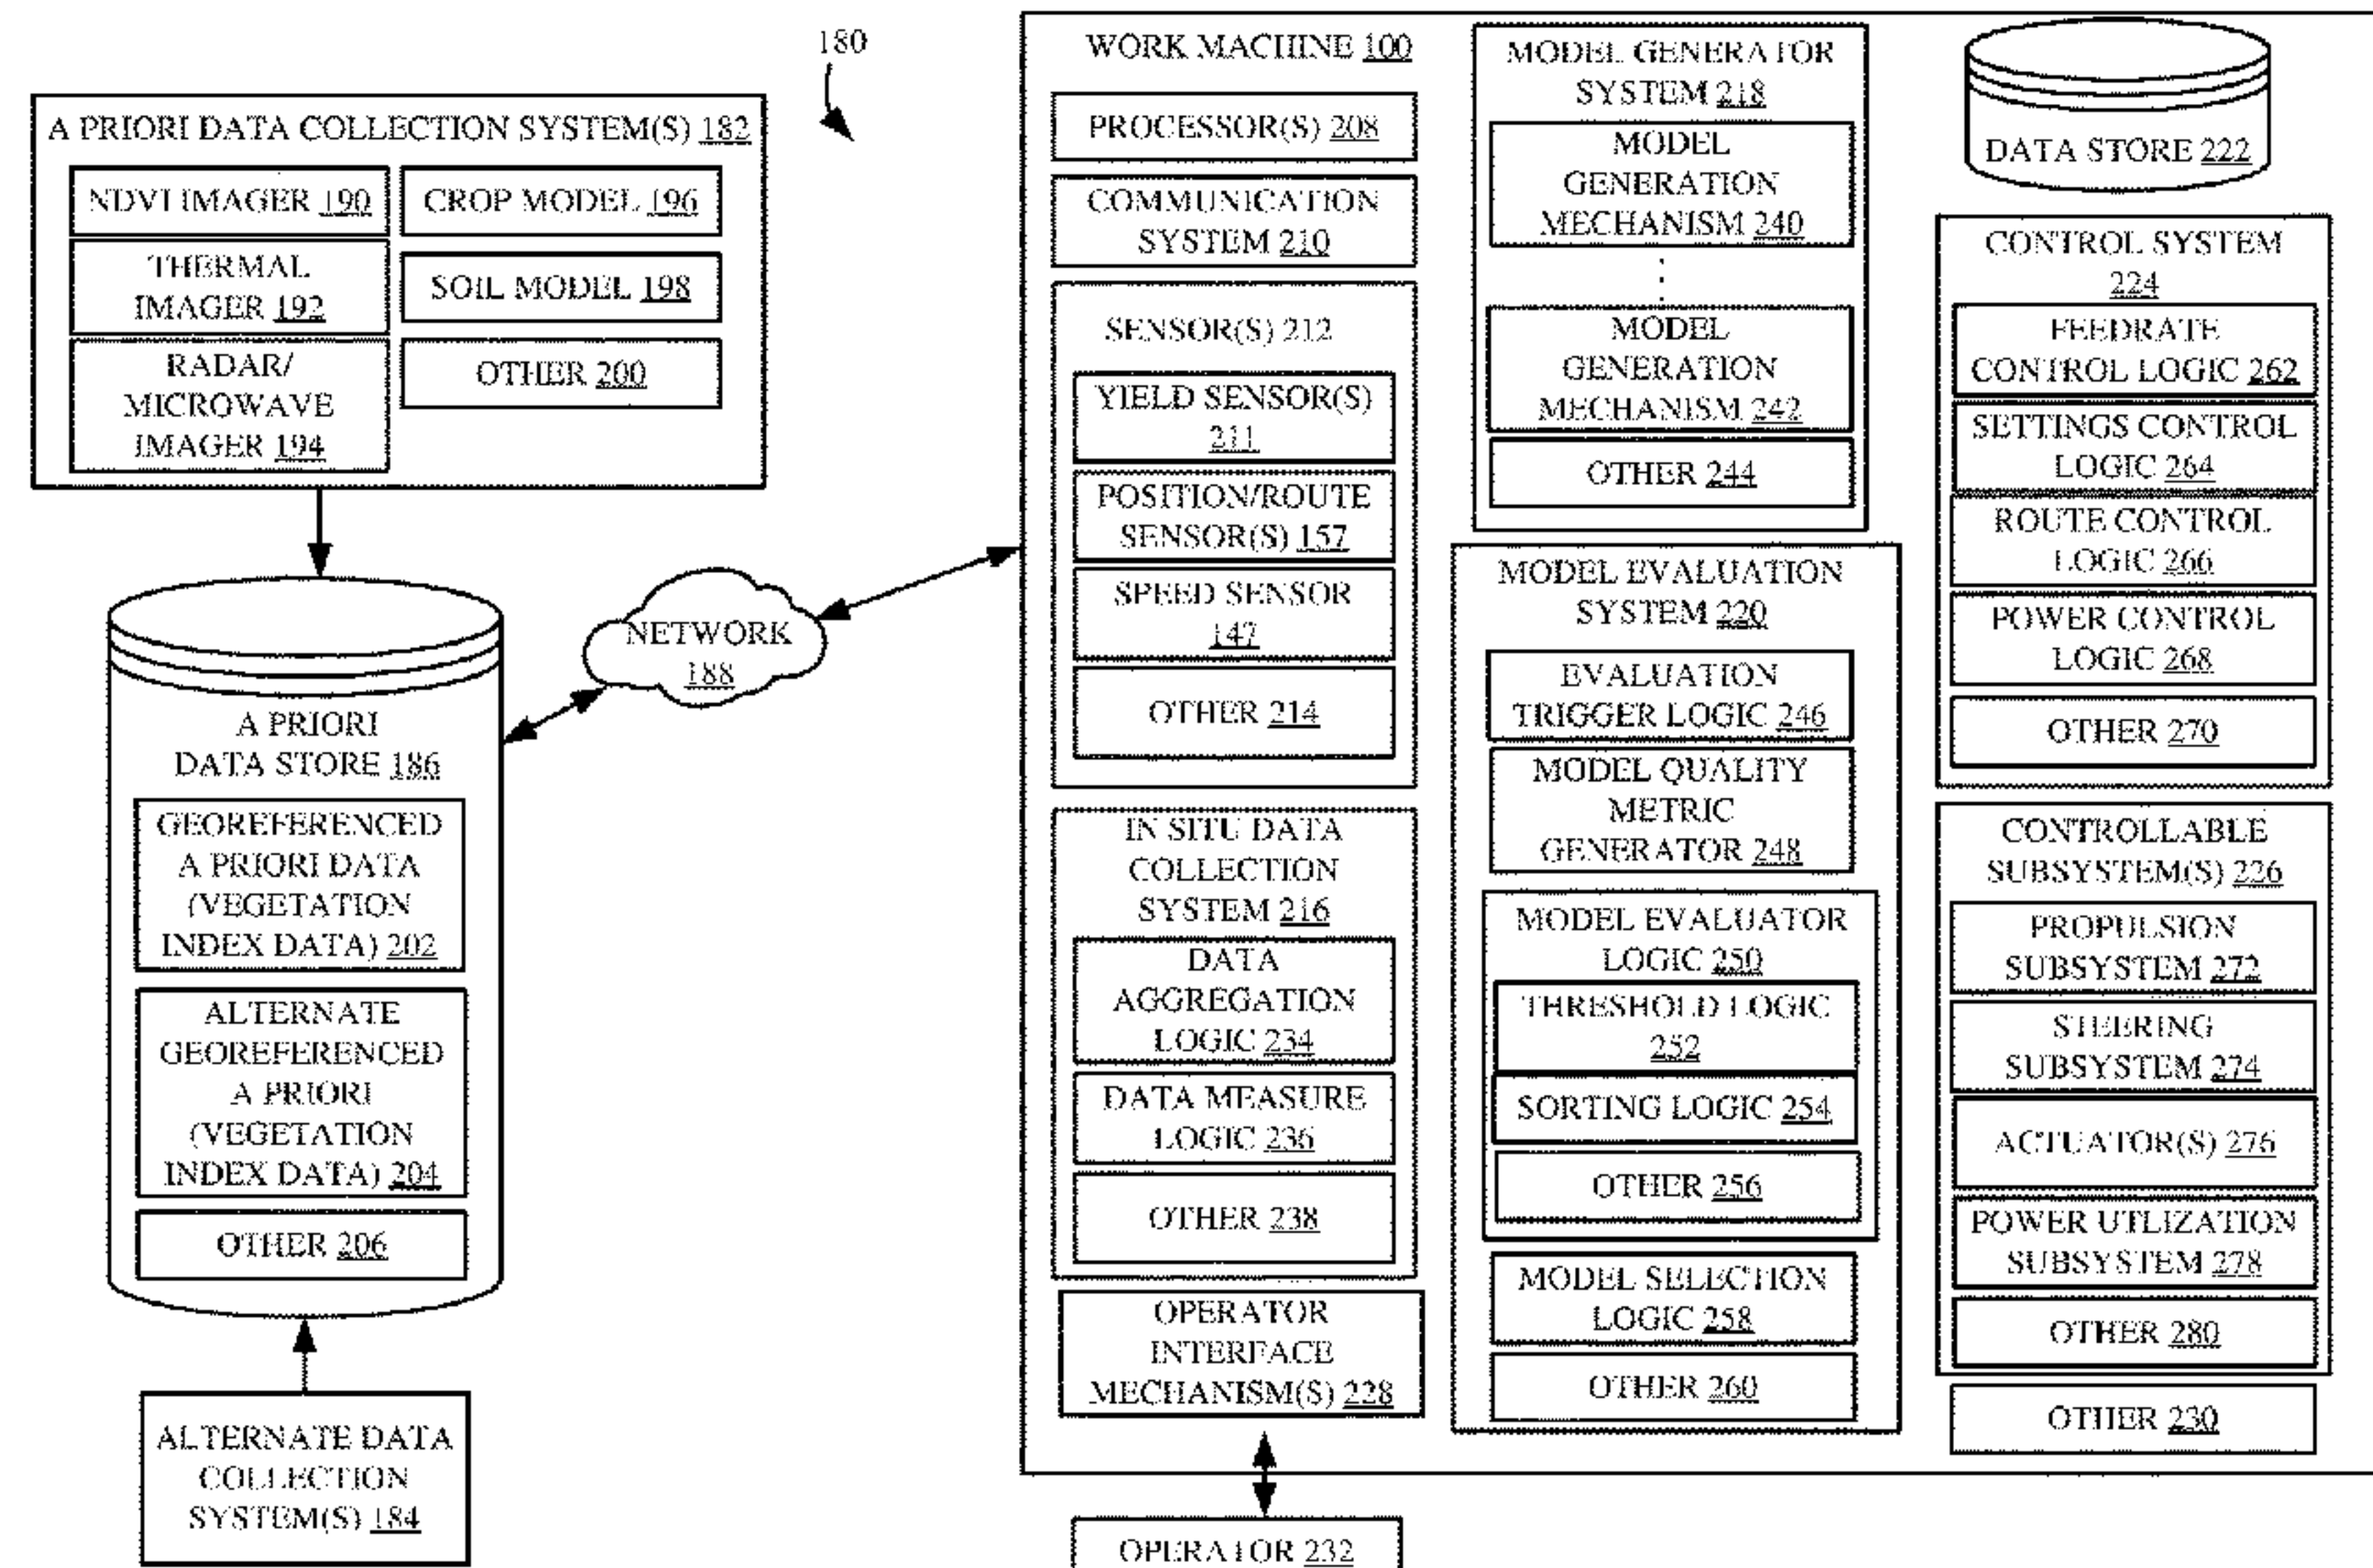 180
A PRIORI DATA COLLECTION SYSTEM(S) 182
NDVI IMAGER 190
THERMAL
IMAGER 192
RADAR/
MICROWAVE
IMAGER 194
CROP MODEL 196
SOIL MODEL 198
OTHER 200
A PRIORI
DATA STORE 186
GEOREFERENCED
A PRIORI DATA
(VEGETATION
INDEX DATA) 202
ALTERNATE
GEOREFERENCED
A PRIORI
(VEGETATION
INDEX DATA) 204
OTHER 206
ALTERNATE DATA
COLLECTION
SYSTEM(S) 184
NETWORK
188
WORK MACHINE 100
PROCESSOR(S) 208
COMMUNICATION
SYSTEM 210
SENSOR(S) 212
YIELD SENSOR(S)
211
POSITION/ROUTE
SENSOR(S) 157
SPEED SENSOR
147
OTHER 214
IN SITU DATA
COLLECTION
SYSTEM 216
DATA
AGGREGATION
LOGIC 234
DATA MEASURE
LOGIC 236
OTHER 238
OPERATOR
INTERFACE
MECHANISM(S) 228
OPERATOR 232
MODEL GENERATOR
SYSTEM 218
MODEL
GENERATION
MECHANISM 240
MODEL
GENERATION
MECHANISM 242
OTHER 244
MODEL EVALUATION
SYSTEM 220
EVALUATION
TRIGGER LOGIC 246
MODEL QUALITY
METRIC
GENERATOR 248
MODEL EVALUATOR
LOGIC 250
THRESHOLD LOGIC
252
SORTING LOGIC 254
OTHER 256
MODEL SELECTION
LOGIC 258
OTHER 260
DATA STORE 222
CONTROL SYSTEM
224
FEEDRATE
CONTROL LOGIC 262
SETTINGS CONTROL
LOGIC 264
ROUTE CONTROL
LOGIC 266
POWER CONTROL
LOGIC 268
OTHER 270
CONTROLLABLE
SUBSYSTEM(S) 226
PROPULSION
SUBSYSTEM 272
STEERING
SUBSYSTEM 274
ACTUATOR(S) 276
POWER UTLIZATION
SUBSYSTEM 278
OTHER 280
OTHER 230